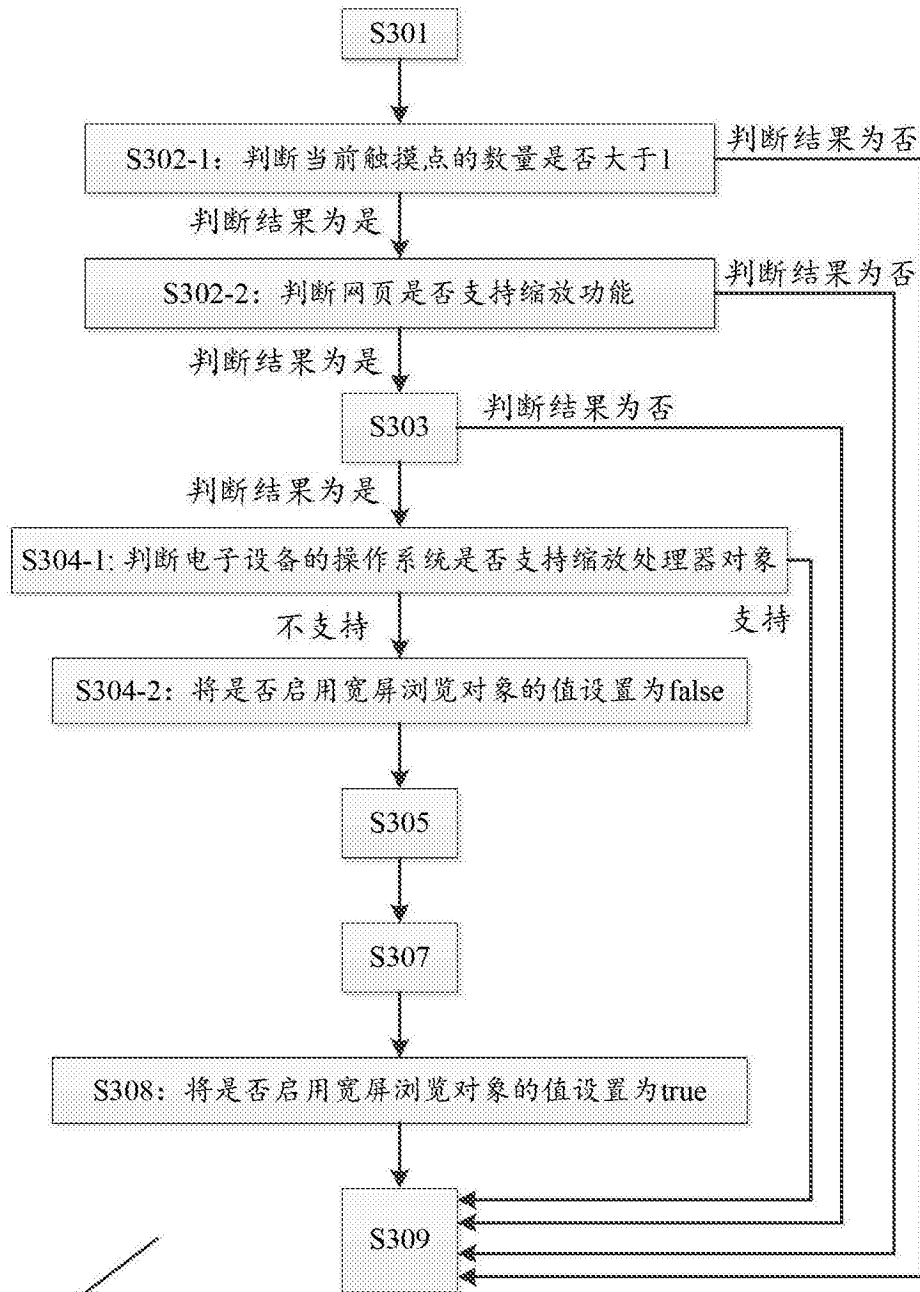 S301
S302-1：判断当前触摸点的数量是否大于1
判断结果为否
判断结果为是
S302-2：判断网页是否支持缩放功能
判断结果为否
判断结果为是
S303
判断结果为否
判断结果为是
S304-1: 判断电子设备的操作系统是否支持缩放处理器对象
不支持
支持
S304-2：将是否启用宽屏浏览对象的值设置为false
S305
S307
S308：将是否启用宽屏浏览对象的值设置为true
S309